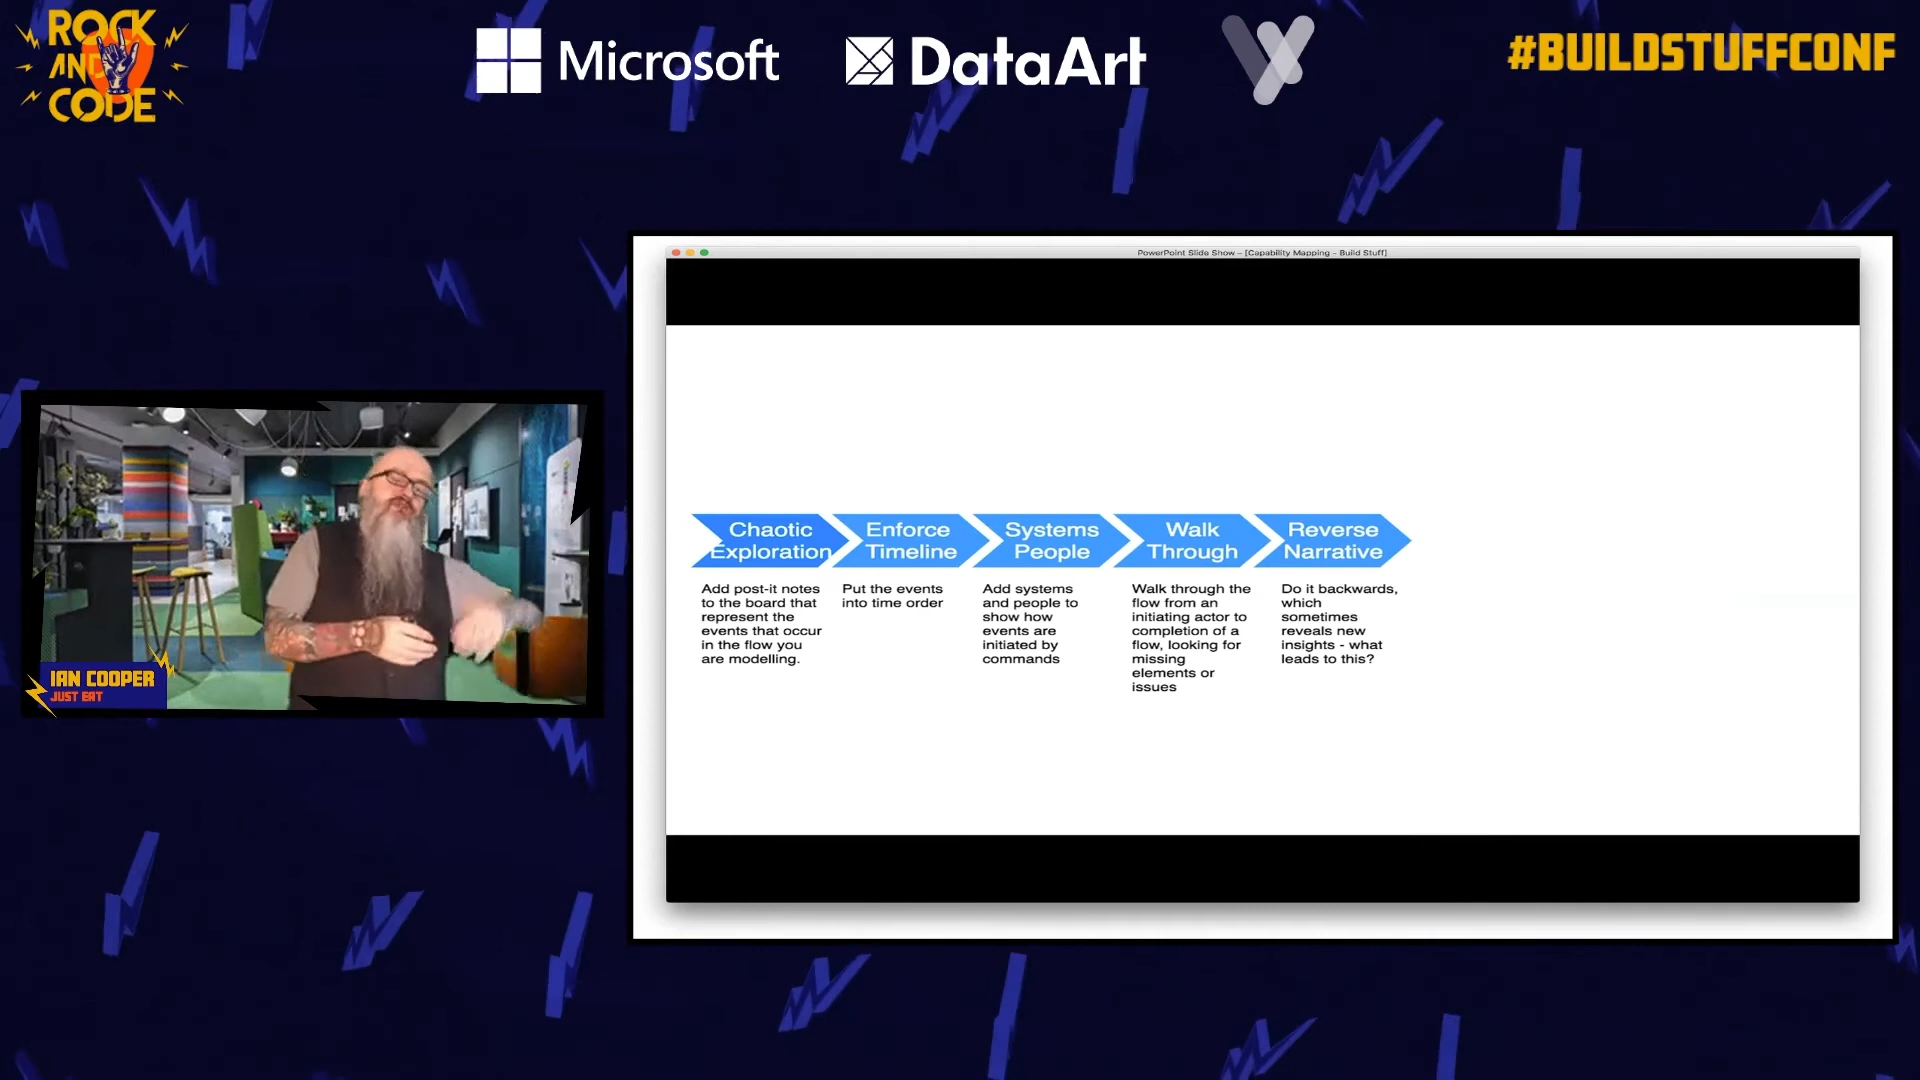 ROCK
AND
CODE
Microsoft
DataArt
#BUILDSTUFFCONF
PowerPoint Slide Show – [Capability Mapping - Build Stuff]
Chaotic
Exploration
Add post-it notes
to the board that
represent the
events that occur
in the flow you
are modelling.
Enforce
Timeline
Put the events
into time order
Systems
People
Add systems
and people to
show how
events are
initiated by
commands
Walk
Through
Walk through the
flow from an
initiating actor to
completion of a
flow, looking for
missing
elements or
issues
Reverse
Narrative
Do it backwards,
which
sometimes
reveals new
insights - what
leads to this?
IAN COOPER
JUST EAT